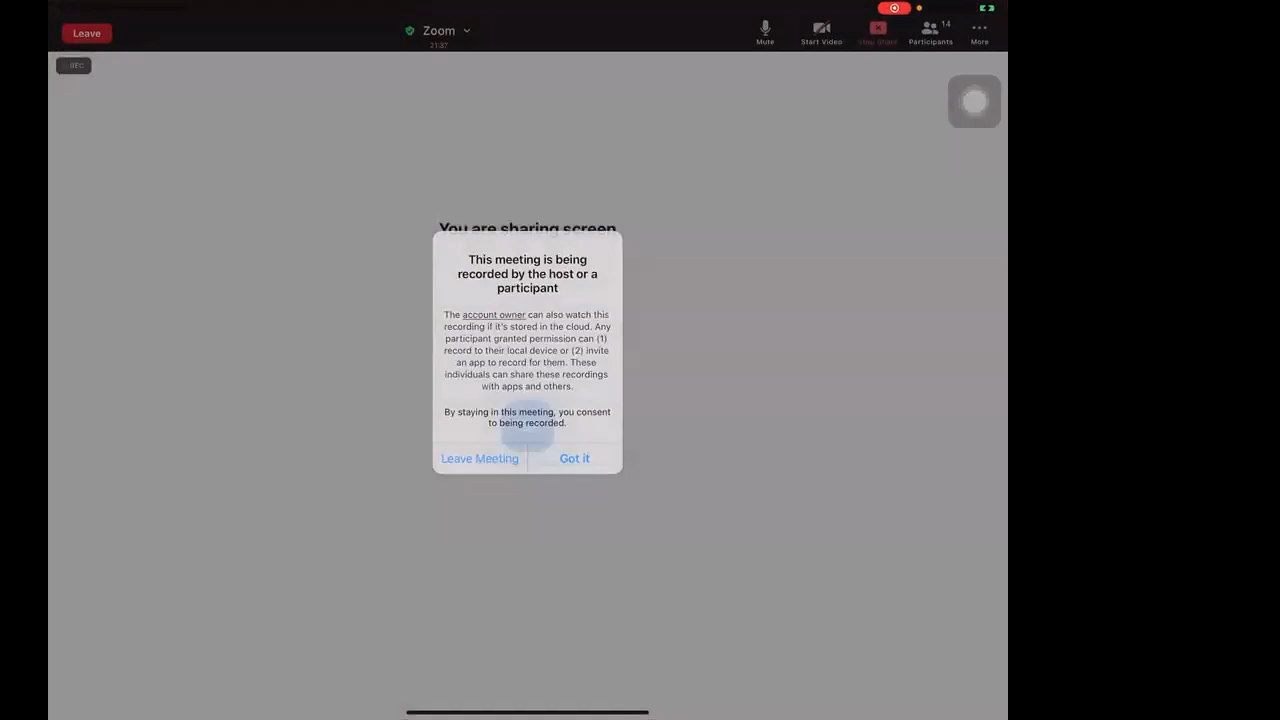 Leave
Zoom
21:37
Mute
Start Video
Stop Share
14
Participants
More
REC
You are sharing screen
This meeting is being
recorded by the host or a
participant
The account owner can also watch this
recording if it's stored in the cloud. Any
participant granted permission can (1)
record to their local device or (2) invite
an app to record for them. These
individuals can share these recordings
with apps and others.
By staying in this meeting, you consent
to being recorded.
Leave Meeting
Got it